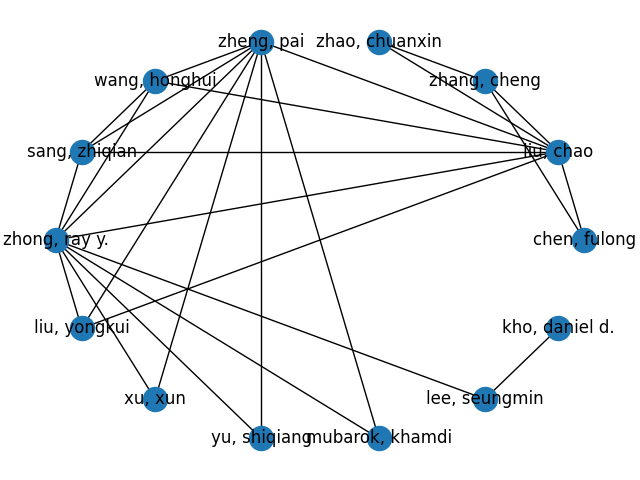 zheng, pai
zhao, chuanxin
wang, honghui
zhang, cheng
sang, zhiqian
liu, chao
zhong, ray y.
chen, fulong
liu, yongkui
kho, daniel d.
xu, xun
lee, seungmin
yu, shiqiang
mubarok, khamdi